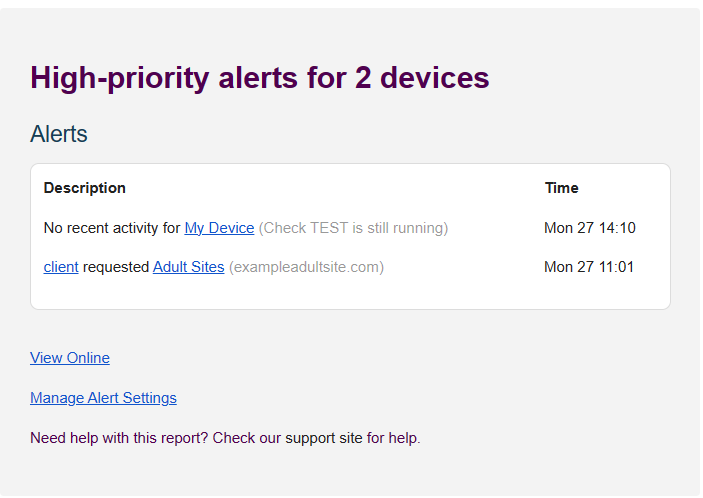 High-priority alerts for 2 devices
Alerts
Description Time
No recent activity for My Device (Check TEST is still running) Mon 27 14:10
client requested Adult Sites (exampleadultsite.com) Mon 27 11:01
View Online
Manage Alert Settings
Need help with this report? Check our support site for help.